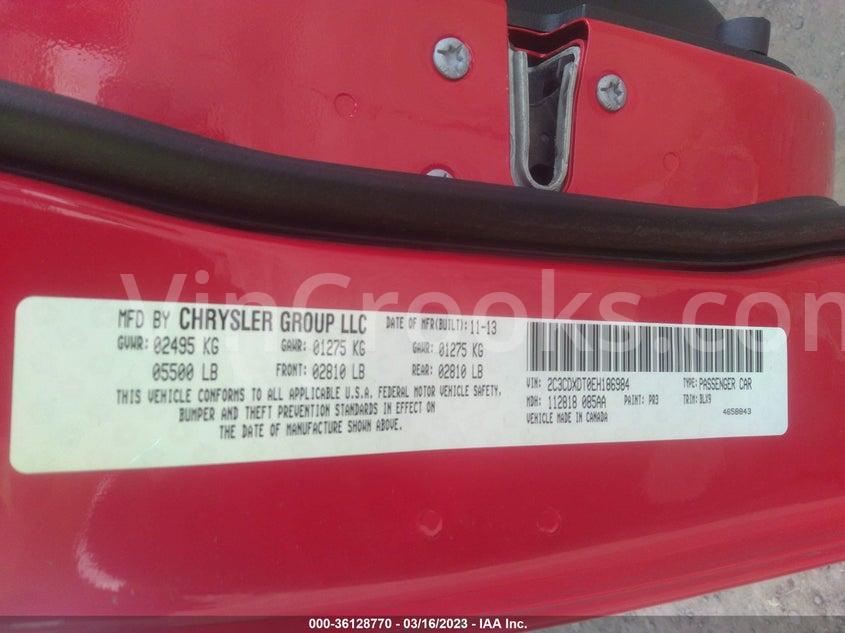 VinCrooks.com
MFD BY CHRYSLER GROUP LLC DATE OF MFR(BUILT):11-13
GVWR: 02495 KG GAWR: 01275 KG GAWR: 01275 KG
05500 LB FRONT: 02810 LB REAR: 02810 LB
THIS VEHICLE CONFORMS TO ALL APPLICABLE U.S.A. FEDERAL MOTOR VEHICLE SAFETY,
BUMPER AND THEFT PREVENTION STANDARDS IN EFFECT ON
THE DATE OF MANUFACTURE SHOWN ABOVE.
VIN: 2C3CDXDT0EH186984 TYPE: PASSENGER CAR
MDH: 112818 085AA PAINT: PR3 TRIM: BLX9
VEHICLE MADE IN CANADA 4658843
000-36128770 - 03/16/2023 - IAA Inc.